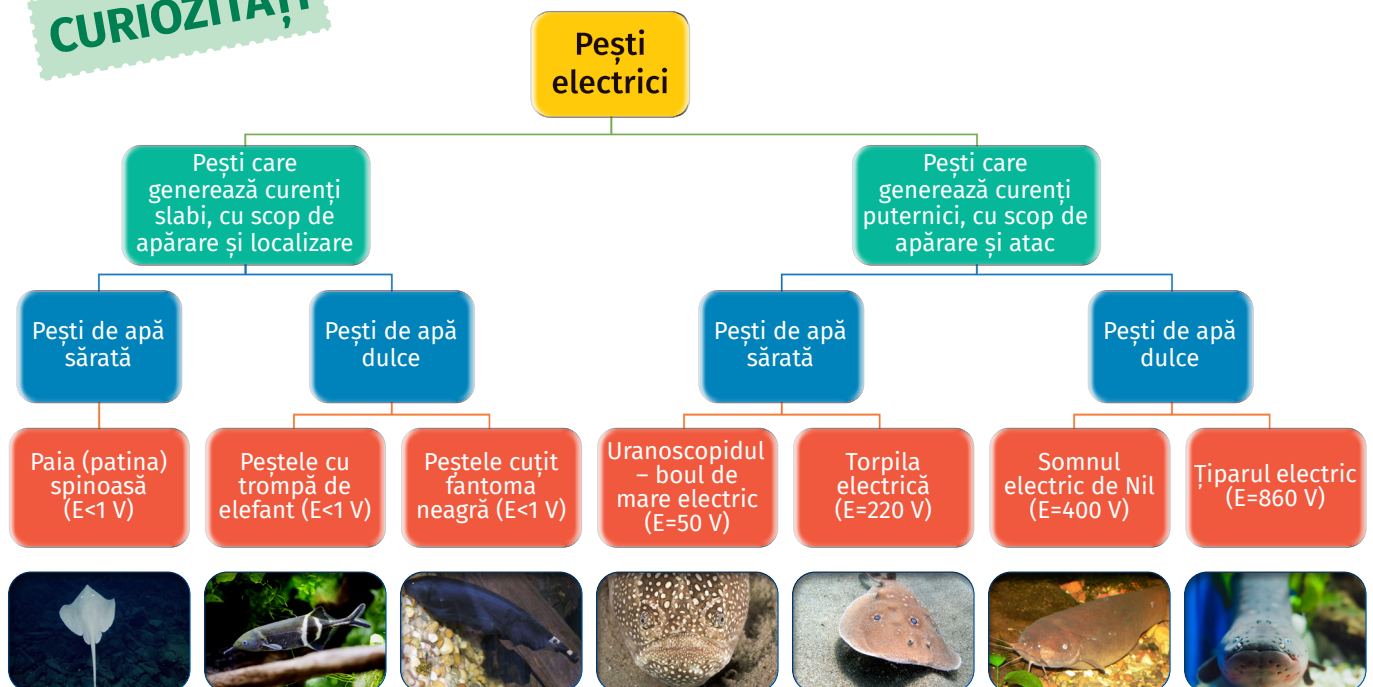 CURIOZITĂȚI
Pești
electrici
Pești care
generează curenți
slabi, cu scop de
apărare și localizare
Pești care
generează curenți
puternici, cu scop de
apărare și atac
Pești de apă
sărată
Pești de apă
dulce
Pești de apă
sărată
Pești de apă
dulce
Paia (patina)
spinoasă
(E<1 V)
Peștele cu
trompă de
elefant (E<1 V)
Peștele cuțit
fantoma
neagră (E<1 V)
Uranoscopidul
– boul de
mare electric
(E=50 V)
Torpila
electrică
(E=220 V)
Somnul
electric de Nil
(E=400 V)
Țiparul electric
(E=860 V)